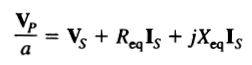 V_P/a = V_S + R_eq I_S + jX_eq I_S